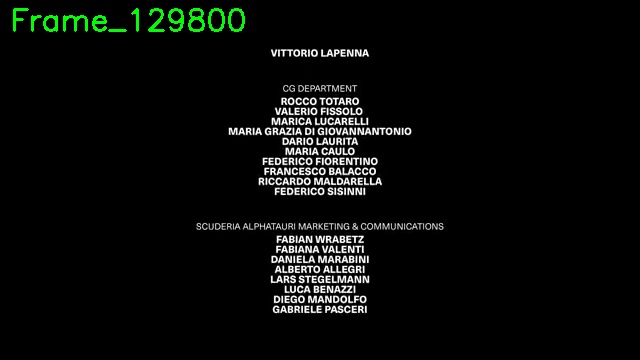 Frame_129800
VITTORIO LAPENNA
CG DEPARTMENT
ROCCO TOTARO
VALERIO FISSOLO
MARICA LUCARELLI
MARIA GRAZIA DI GIOVANNANTONIO
DARIO LAURITA
MARIA CAULO
FEDERICO FIORENTINO
FRANCESCO BALACCO
RICCARDO MALDARELLA
FEDERICO SISINNI
SCUDERIA ALPHATAURI MARKETING & COMMUNICATIONS
FABIAN WRABETZ
FABIANA VALENTI
DANIELA MARABINI
ALBERTO ALLEGRI
LARS STEGELMANN
LUCA BENAZZI
DIEGO MANDOLFO
GABRIELE PASCERI